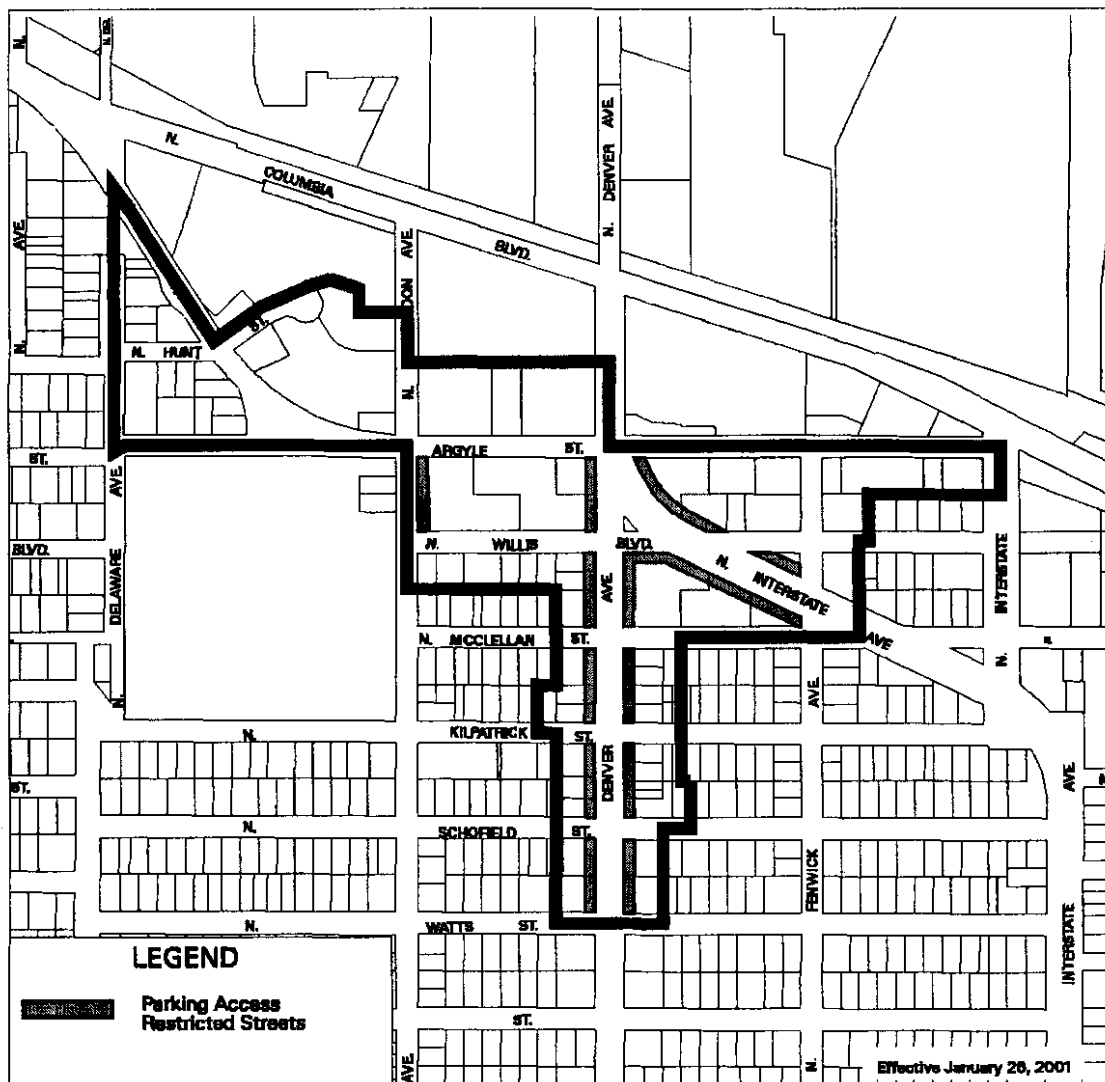 N.
N.
N.
COLUMBIA
BLVD.
N. DENVER AVE.
N. AVE.
AVE.
N. HUNT
ST.
N.
ARGYLE ST.
ST.
AVE.
BLVD.
DELAWARE
N.
N. WILLIS BLVD.
AVE.
N. INTERSTATE
AVE
INTERSTATE
N.
N. MCCLELLAN ST.
AVE.
N.
KILPATRICK ST.
DENVER
AVE
ST.
N.
SCHOFIELD ST.
FENWICK
N.
WATTS ST.
INTERSTATE
LEGEND
Parking Access
Restricted Streets
ST.
AVE.
N.
Effective January 26, 2001